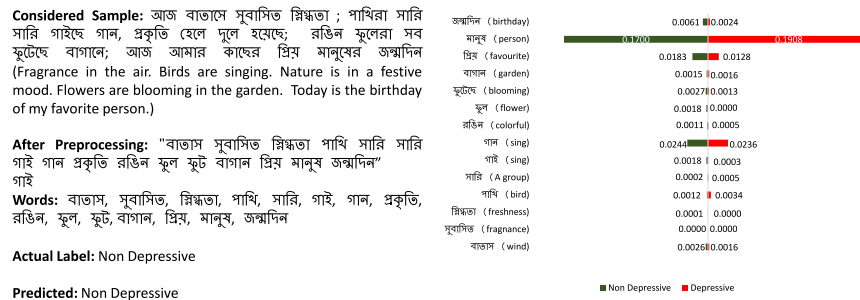 Considered Sample: আজ বাতাসে সুবাসিত স্নিগ্ধতা ; পাখিরা সারি
সারি গাইছে গান, প্রকৃতি হেলে দুলে হয়েছে; রঙিন ফুলেরা সব
ফুটেছে বাগানে; আজ আমার কাছের প্রিয় মানুষের জন্মদিন
(Fragrance in the air. Birds are singing. Nature is in a festive
mood. Flowers are blooming in the garden. Today is the birthday
of my favorite person.)
After Preprocessing: "বাতাস সুবাসিত স্নিগ্ধতা পাখি সারি সারি
গাই গান প্রকৃতি রঙিন ফুল ফুট বাগান প্রিয় মানুষ জন্মদিন"
গাই
Words: বাতাস, সুবাসিত, স্নিগ্ধতা, পাখি, সারি, গাই, গান, প্রকৃতি,
রঙিন, ফুল, ফুট, বাগান, প্রিয়, মানুষ, জন্মদিন
Actual Label: Non Depressive
Predicted: Non Depressive
জন্মদিন (birthday) 0.0061 0.0024
মানুষ (person) 0.1700 0.1908
প্রিয় (favourite) 0.0183 0.0128
বাগান (garden) 0.0015 0.0016
ফুটেছে (blooming) 0.0027 0.0013
ফুল (flower) 0.0018 0.0000
রঙিন (colorful) 0.0011 0.0005
গান (sing) 0.0244 0.0236
গাই (sing) 0.0018 0.0003
সারি (A group) 0.0002 0.0005
পাখি (bird) 0.0012 0.0034
স্নিগ্ধতা (freshness) 0.0001 0.0000
সুবাসিত (fragnance) 0.0000 0.0000
বাতাস (wind) 0.0026 0.0016
Non Depressive Depressive